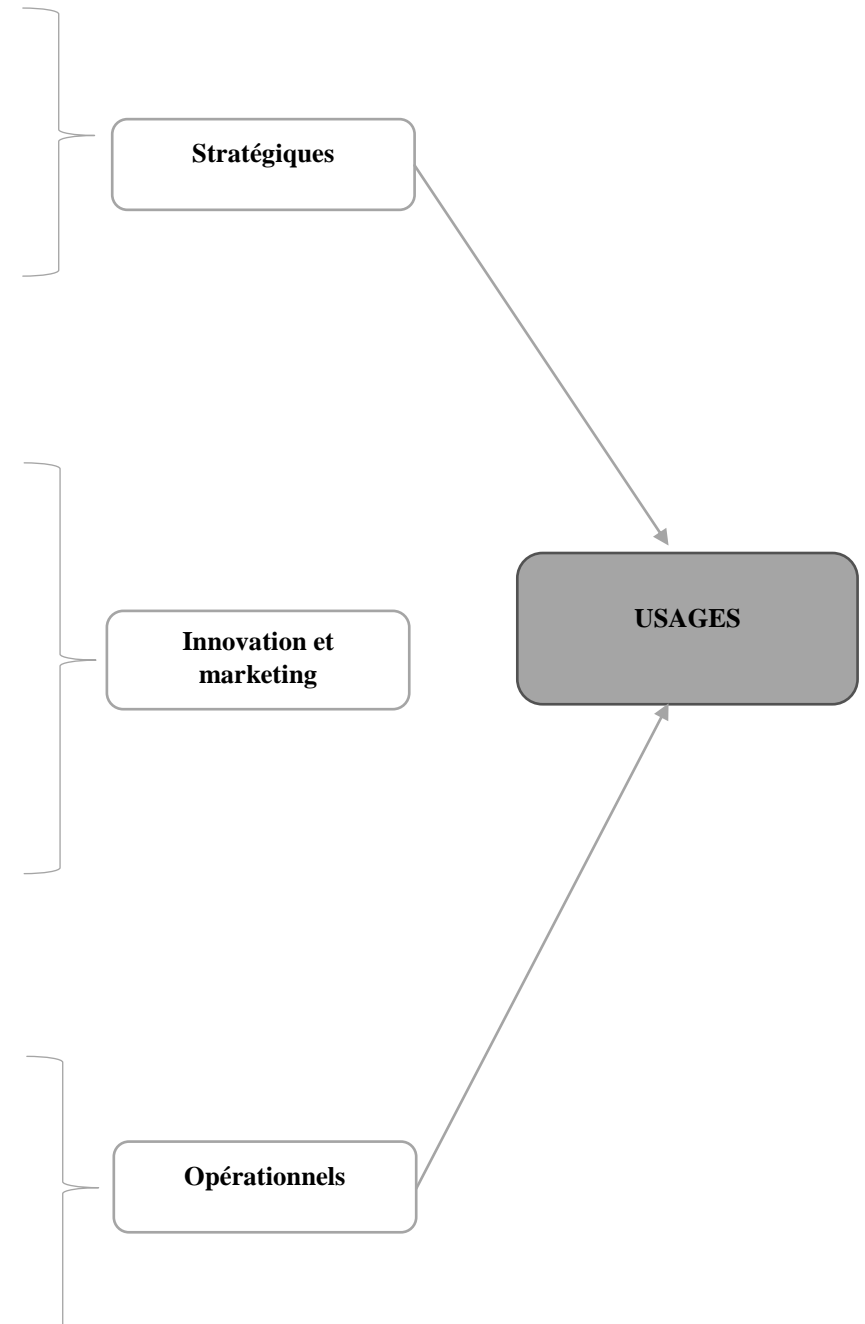 Stratégiques
Innovation et
marketing
USAGES
Opérationnels